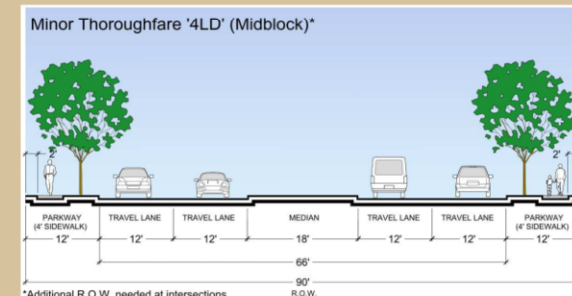 Minor Thoroughfare '4LD' (Midblock)*
2' 2'
PARKWAY TRAVEL LANE TRAVEL LANE MEDIAN TRAVEL LANE TRAVEL LANE PARKWAY
(4' SIDEWALK) (4' SIDEWALK)
12' 12' 12' 18' 12' 12' 12'
66'
90'
*Additional R.O.W. needed at intersections R.O.W.